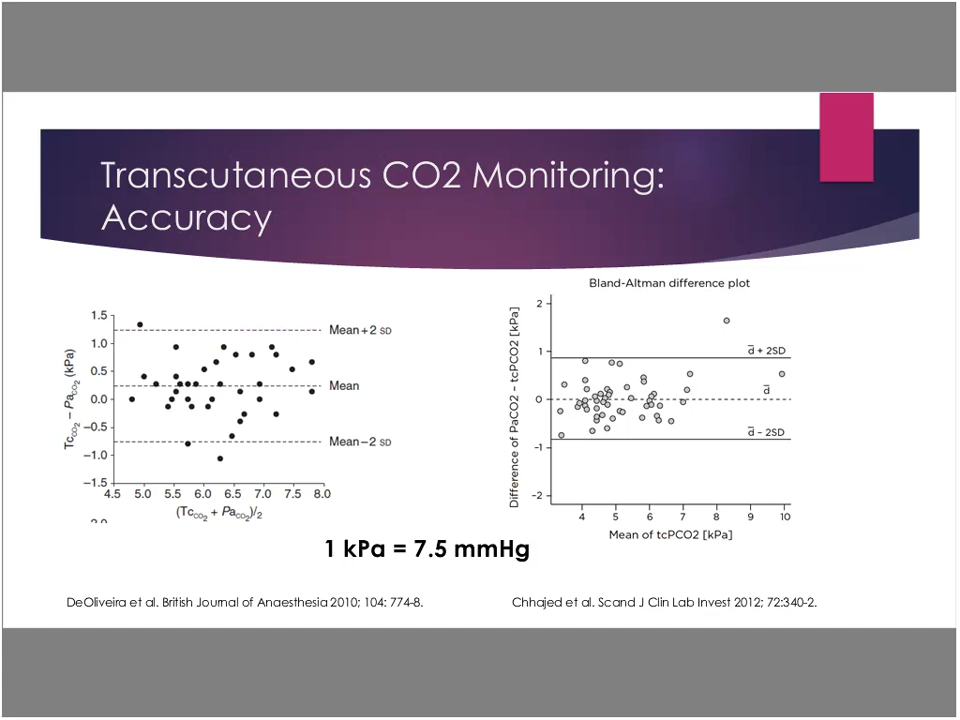 Transcutaneous CO2 Monitoring:
Accuracy
1.5
1.0
0.5
0.0
−0.5
−1.0
−1.5
Tc_CO2 − Pa_CO2 (kPa)
Mean+2 SD
Mean
Mean−2 SD
4.5 5.0 5.5 6.0 6.5 7.0 7.5 8.0
(Tc_CO2 + Pa_CO2)/2
Bland-Altman difference plot
Difference of PaCO2 - tcPCO2 [kPa]
2
1
0
-1
-2
d̅ + 2SD
d̅
d̅ - 2SD
4 5 6 7 8 9 10
Mean of tcPCO2 [kPa]
1 kPa = 7.5 mmHg
DeOliveira et al. British Journal of Anaesthesia 2010; 104: 774-8.
Chhajed et al. Scand J Clin Lab Invest 2012; 72:340-2.